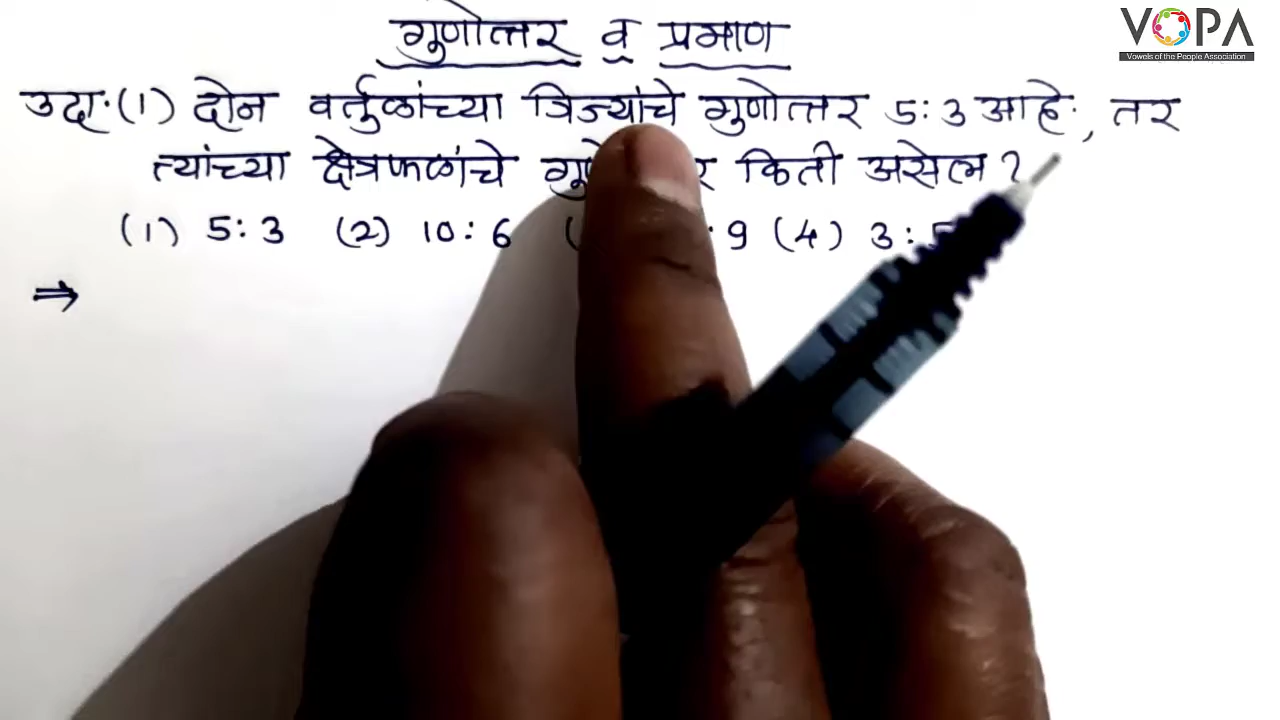 VOPA
Vowels of the People Association
गुणोत्तर व प्रमाण
उदा.(1) दोन वर्तुळांच्या त्रिज्यांचे गुणोत्तर 5:3 आहे, तर
त्यांच्या क्षेत्रफळांचे किती असेल ?
(1) 5:3 (2) 10:6 : 9 (4) 3:
⇒